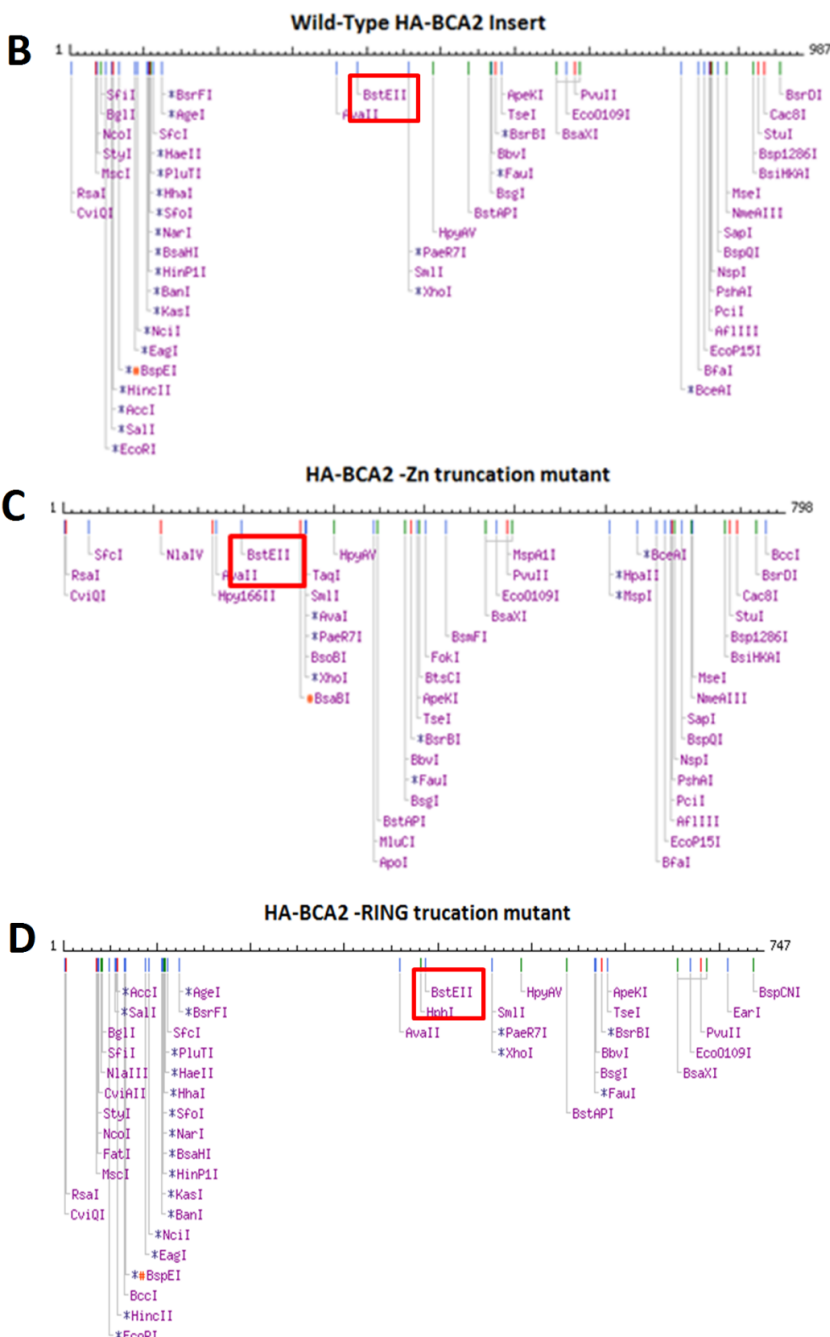 Wild-Type HA-BCA2 Insert
B
1 987
SfiI *BsrFI BstEII ApeKI PvuII BsrDI
BglI *AgeI AvaII TseI EcoO109I Cac8I
NcoI SfcI *BsrBI BsaXI StuI
StyI *HaeII BbvI Bsp1286I
MscI *PluTI *FauI BsiHKAI
RsaI *HhaI BsgI MseI
CviQI *SfoI BstAPI NmeAIII
*NarI HpyAV SapI
*BsaHI *PaeR7I BspQI
*HinP1I SmlI NspI
*BanI *XhoI PshAI
*KasI PciI
*NciI AflIII
*EagI EcoP15I
*#BspEI BfaI
*HincII *BceAI
*AccI
*SalI
*EcoRI
HA-BCA2 -Zn truncation mutant
C
1 798
SfcI NlaIV BstEII HpyAV MspA1I *BceAI BccI
RsaI AvaII TaqI PvuII *HpaII BsrDI
CviQI Hpy166II SmlI EcoO109I *MspI Cac8I
*AvaI BsaXI StuI
*PaeR7I BsmFI Bsp1286I
BsoBI FokI BsiHKAI
*XhoI BtsCI MseI
#BsaBI ApeKI NmeAIII
TseI SapI
*BsrBI BspQI
BbvI NspI
*FauI PshAI
BsgI PciI
BstAPI AflIII
MluCI EcoP15I
ApoI BfaI
HA-BCA2 -RING trucation mutant
D
1 747
*AccI *AgeI BstEII HpyAV ApeKI BspCNI
*SalI *BsrFI HphI SmlI TseI EarI
BglI SfcI AvaII *PaeR7I *BsrBI PvuII
SfiI *PluTI *XhoI BbvI EcoO109I
NlaIII *HaeII BsgI BsaXI
CviAII *HhaI *FauI
StyI *SfoI BstAPI
NcoI *NarI
FatI *BsaHI
MscI *HinP1I
RsaI *KasI
CviQI *BanI
*NciI
*EagI
*#BspEI
BccI
*HincII
*EcoRI